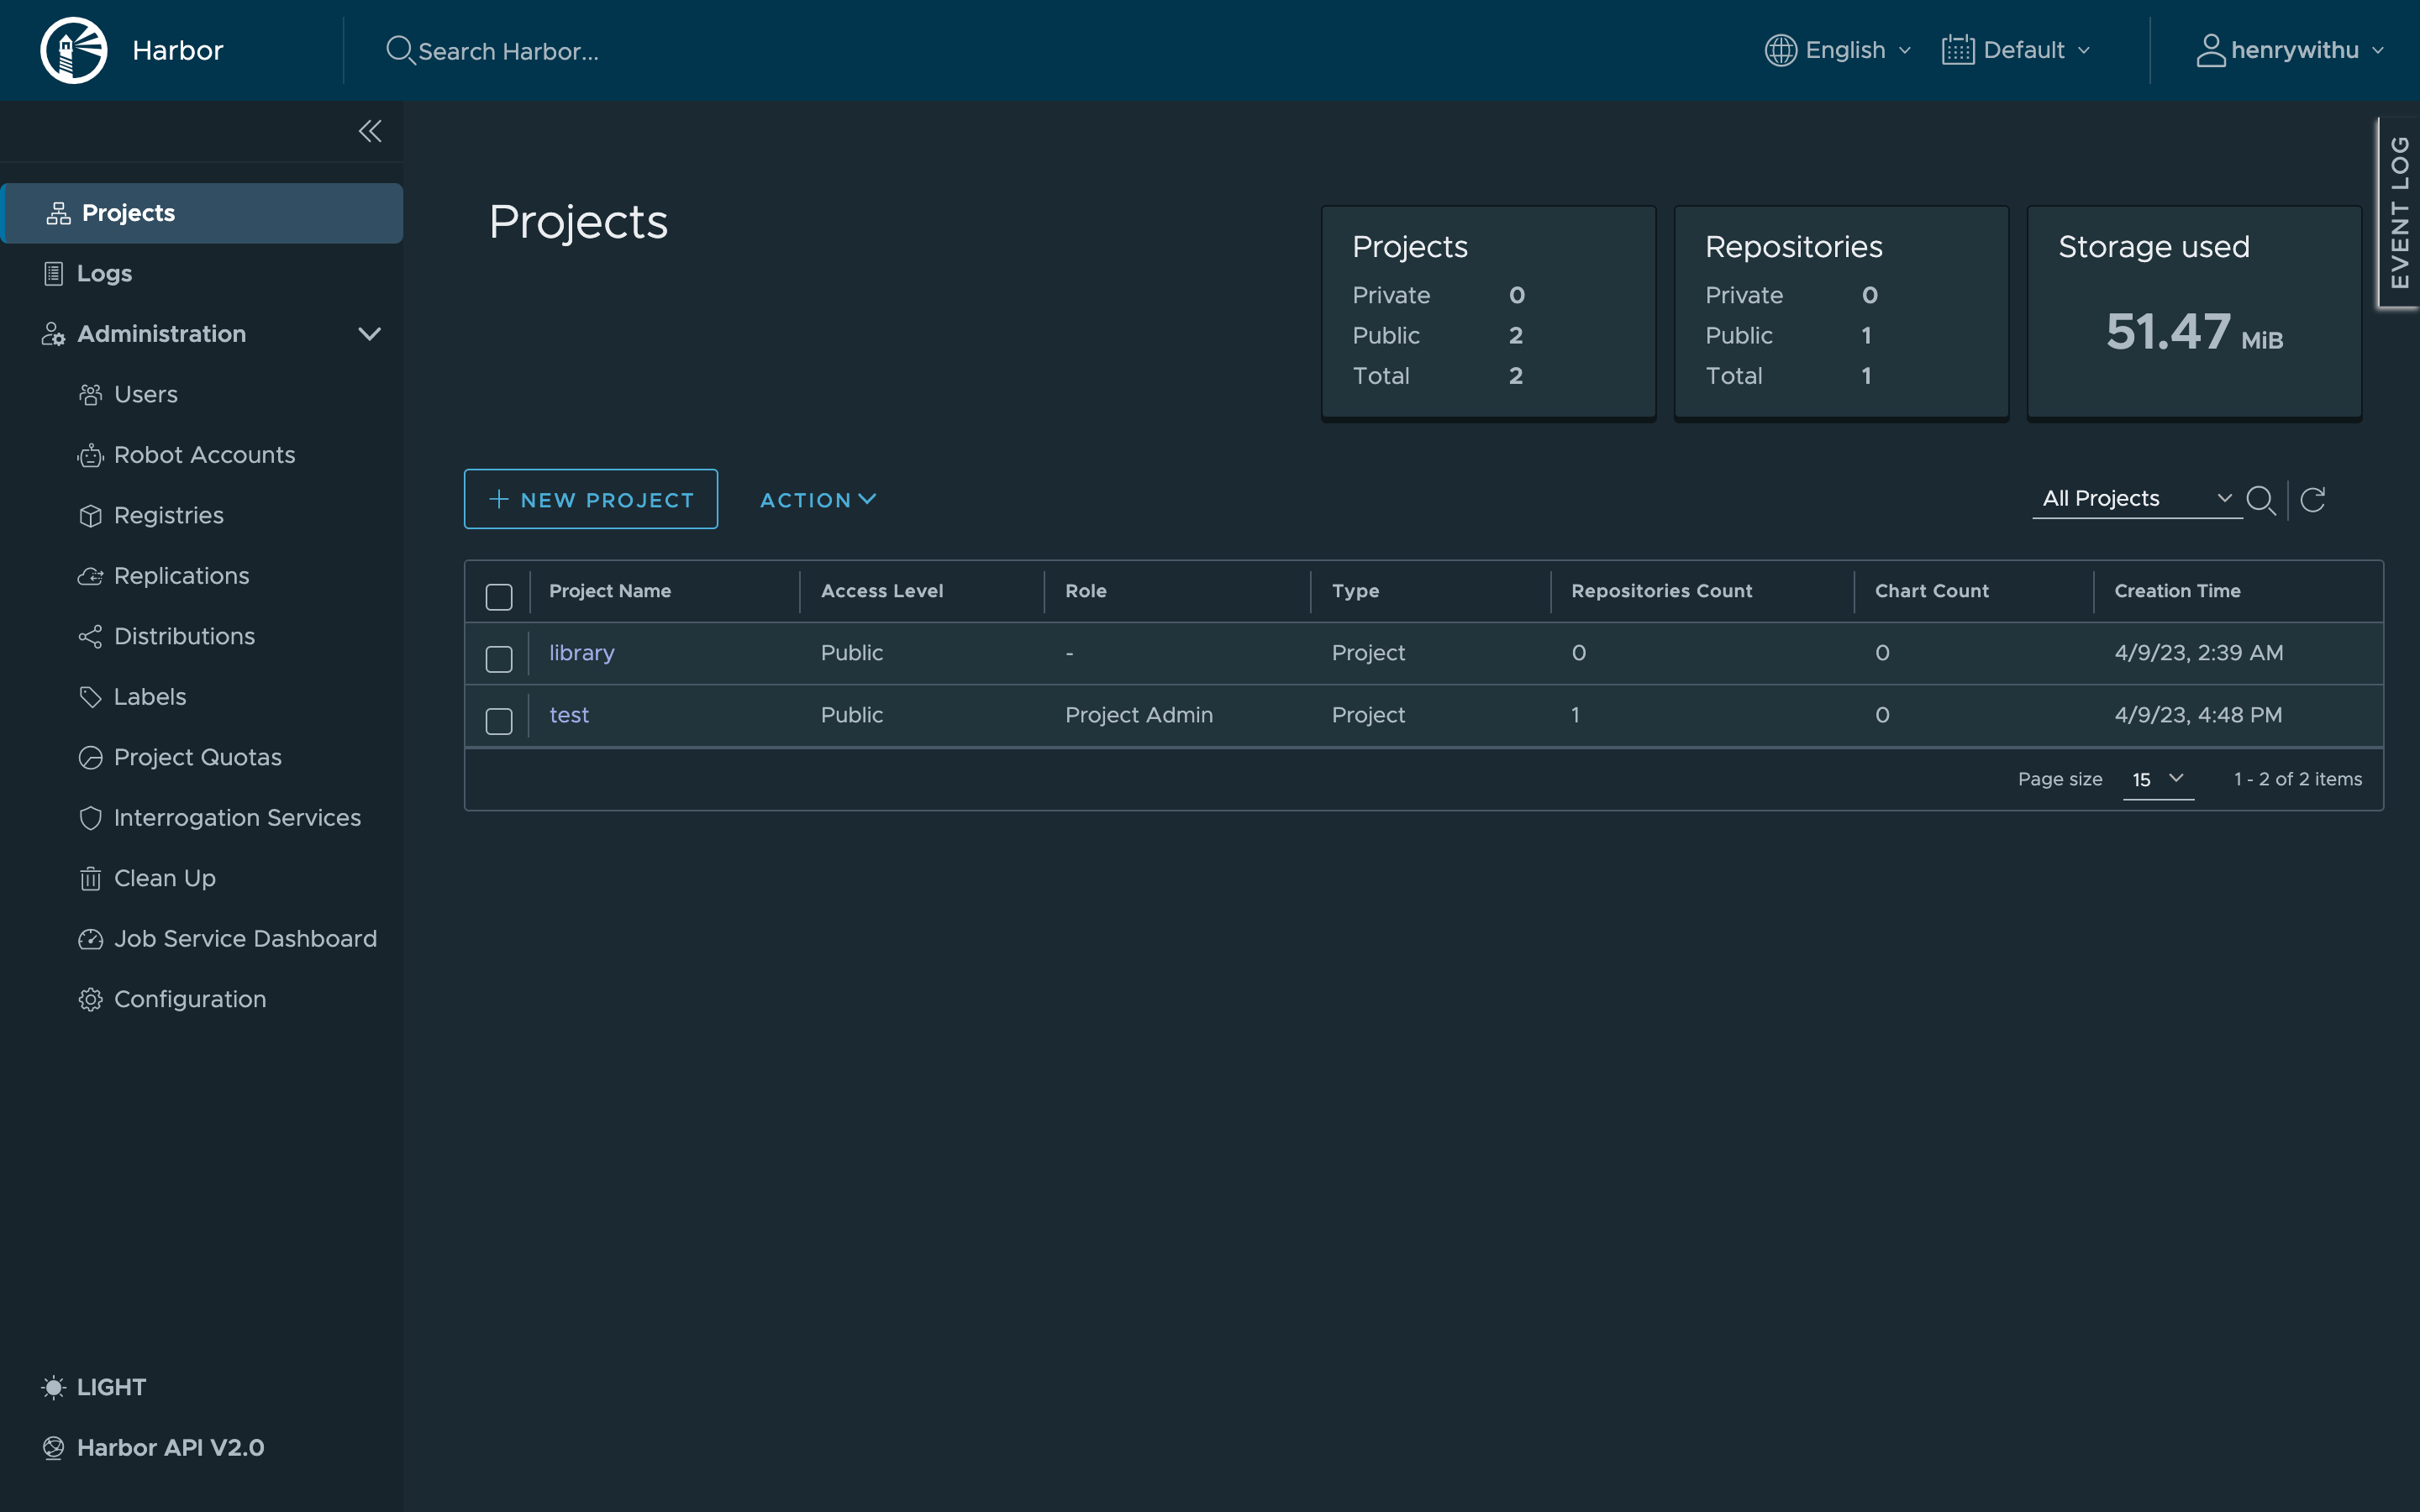 Harbor
Search Harbor...
English
Default
henrywithu
EVENT LOG
Projects
Logs
Administration
Users
Robot Accounts
Registries
Replications
Distributions
Labels
Project Quotas
Interrogation Services
Clean Up
Job Service Dashboard
Configuration
LIGHT
Harbor API V2.0
Projects
Projects
Private 0
Public 2
Total 2
Repositories
Private 0
Public 1
Total 1
Storage used
51.47 MiB
NEW PROJECT
ACTION
All Projects
Project Name Access Level Role Type Repositories Count Chart Count Creation Time
library Public - Project 0 0 4/9/23, 2:39 AM
test Public Project Admin Project 1 0 4/9/23, 4:48 PM
Page size 15 1 - 2 of 2 items